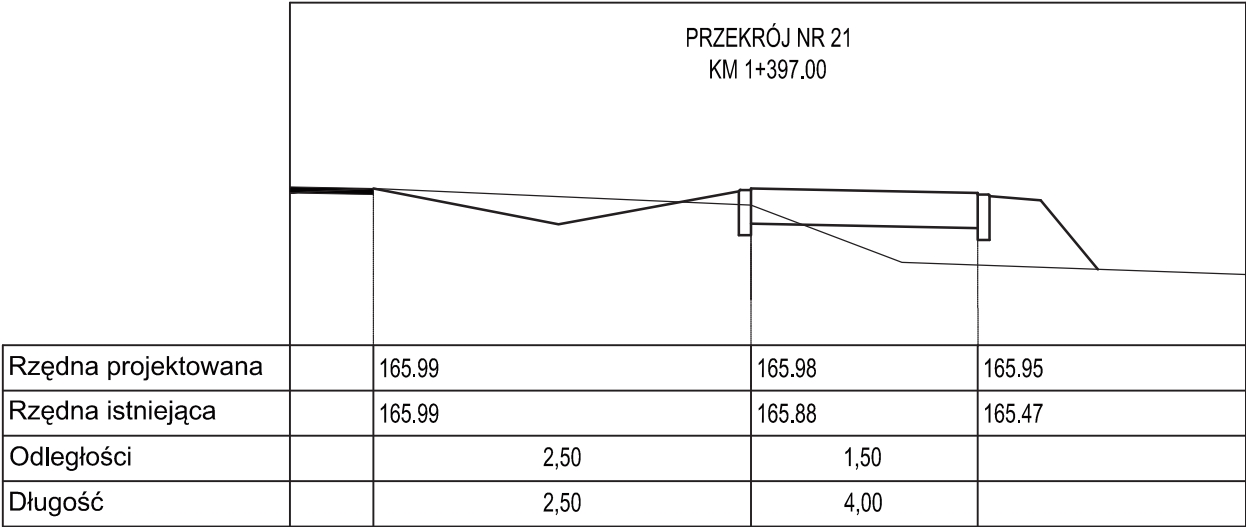 PRZEKRÓJ NR 21
KM 1+397.00
Rzędna projektowana 165.99 165.98 165.95
Rzędna istniejąca 165.99 165.88 165.47
Odległości 2,50 1,50
Długość 2,50 4,00